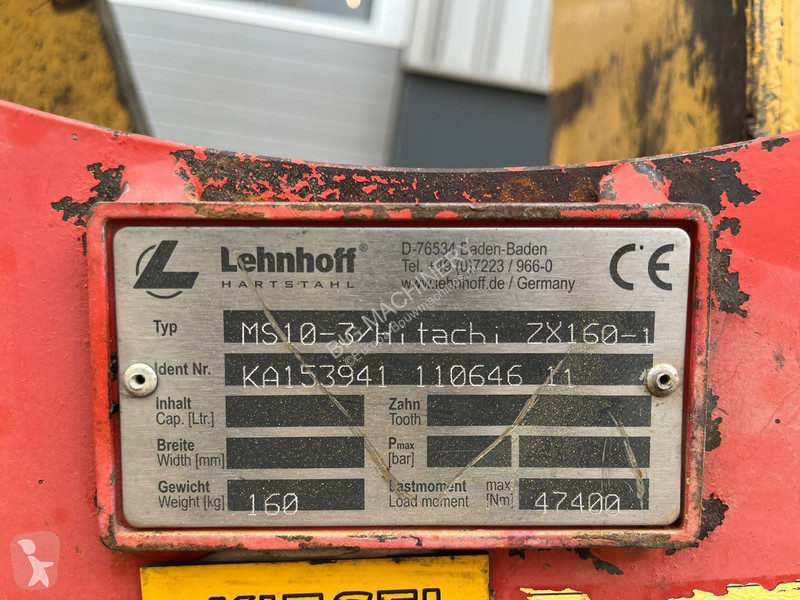 Lehnhoff®
HARTSTAHL
D-76534 Baden-Baden
Tel. +49 (0)7223 / 966-0
www.lehnhoff.de / Germany
CE
Typ MS10-Z Hitachi ZX160-1
Ident Nr. KA153941 110646 11
Inhalt
Cap. [Ltr.]
Zahn
Tooth
Breite
Width [mm]
Pmax
[bar]
Gewicht
Weight [kg] 160
Lastmoment max
Load moment [Nm] 47400
KIESEL